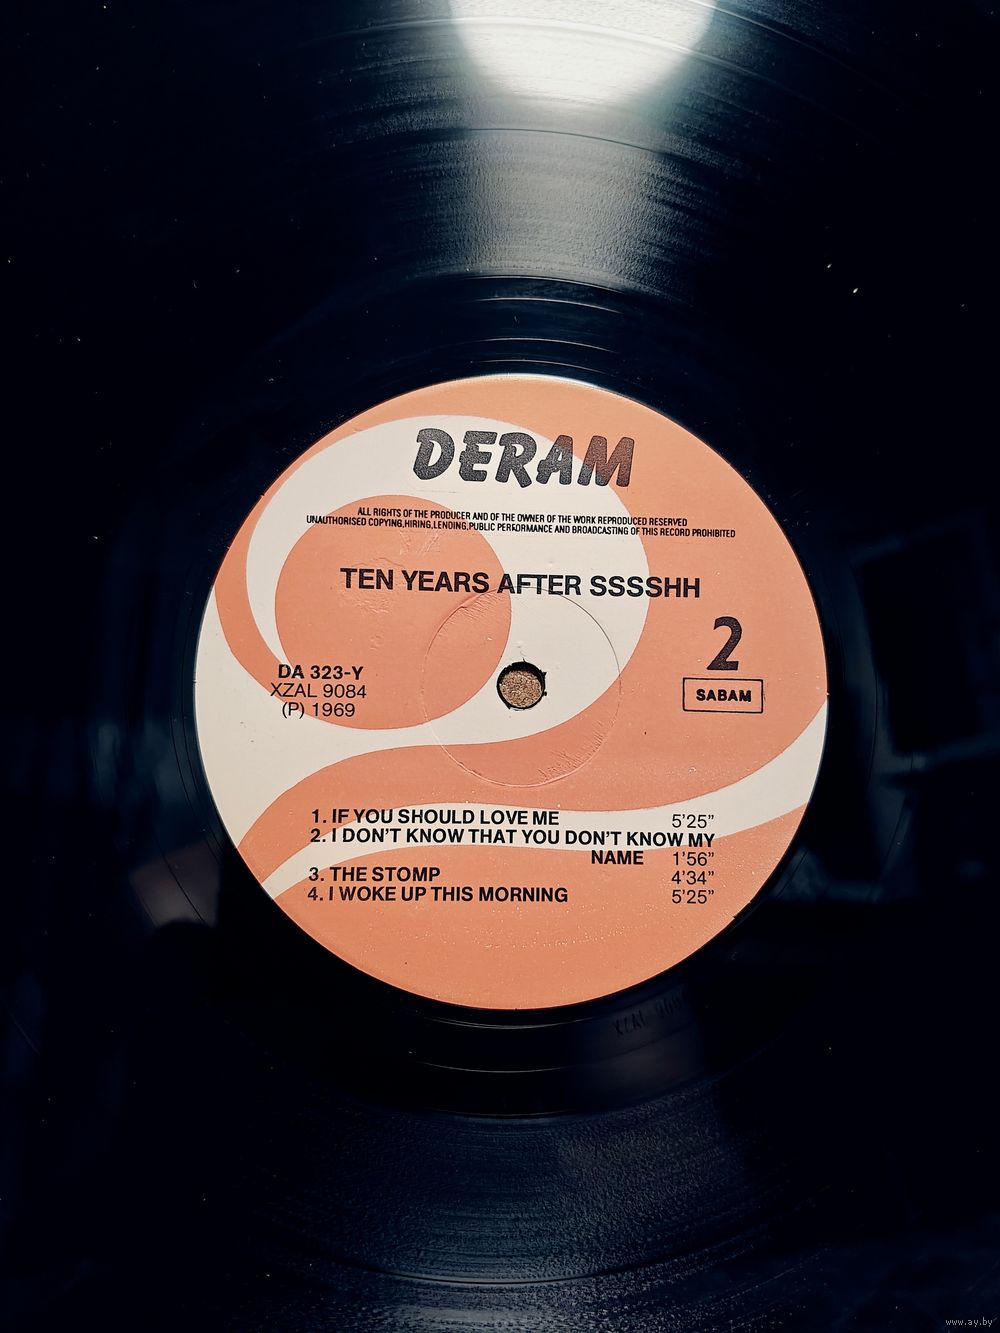 DERAM
ALL RIGHTS OF THE PRODUCER AND OF THE OWNER OF THE WORK REPRODUCED RESERVED
UNAUTHORISED COPYING,HIRING,LENDING,PUBLIC PERFORMANCE AND BROADCASTING OF THIS RECORD PROHIBITED
TEN YEARS AFTER SSSSHH
2
SABAM
DA 323-Y
XZAL 9084
(P) 1969
1. IF YOU SHOULD LOVE ME 5'25"
2. I DON'T KNOW THAT YOU DON'T KNOW MY
NAME 1'56"
3. THE STOMP 4'34"
4. I WOKE UP THIS MORNING 5'25"
XZAL
www.ay.by